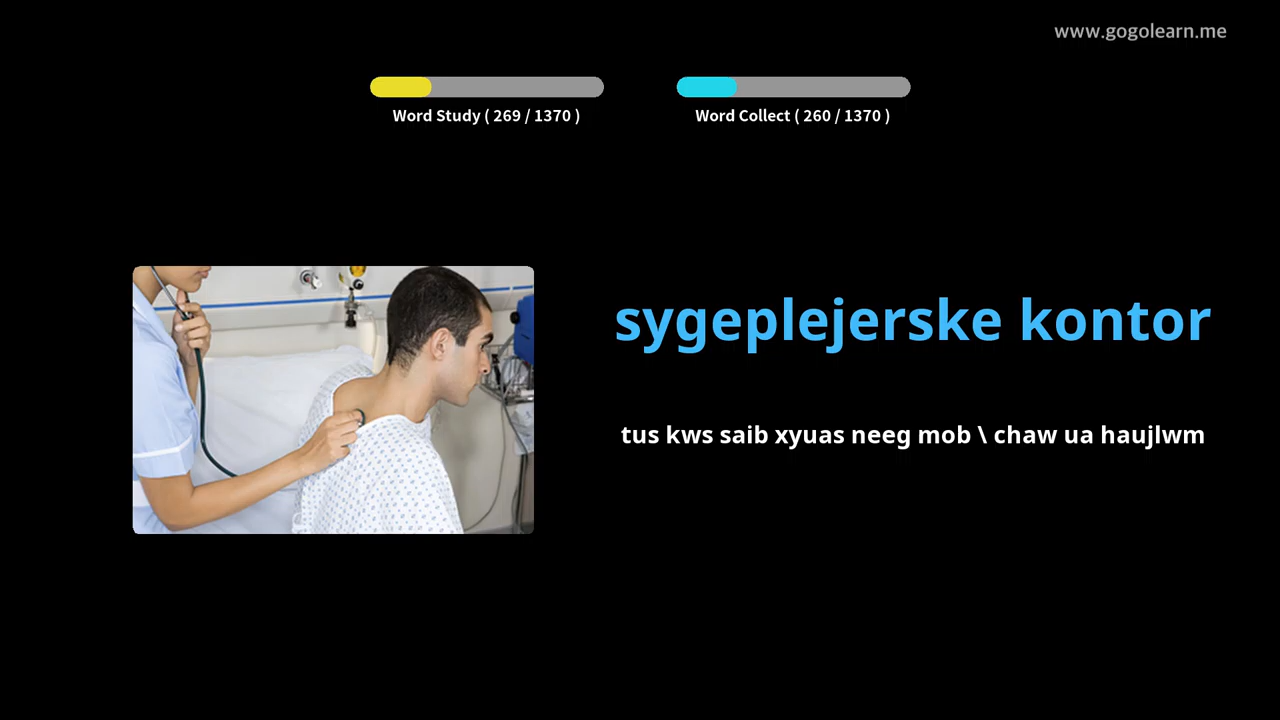 www.gogolearn.me
Word Study ( 269 / 1370 )
Word Collect ( 260 / 1370 )
sygeplejerske kontor
tus kws saib xyuas neeg mob \ chaw ua haujlwm